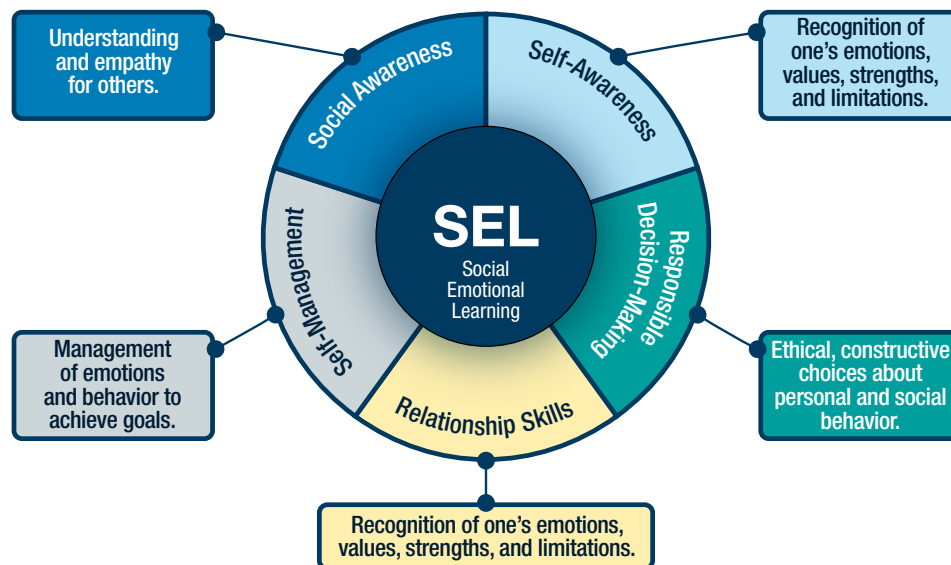 Understanding
and empathy
for others.
Social Awareness
Self-Awareness
Recognition of
one’s emotions,
values, strengths,
and limitations.
SEL
Social
Emotional
Learning
Self-Management
Responsible
Decision-Making
Management
of emotions
and behavior to
achieve goals.
Relationship Skills
Ethical, constructive
choices about
personal and social
behavior.
Recognition of one’s emotions,
values, strengths, and limitations.